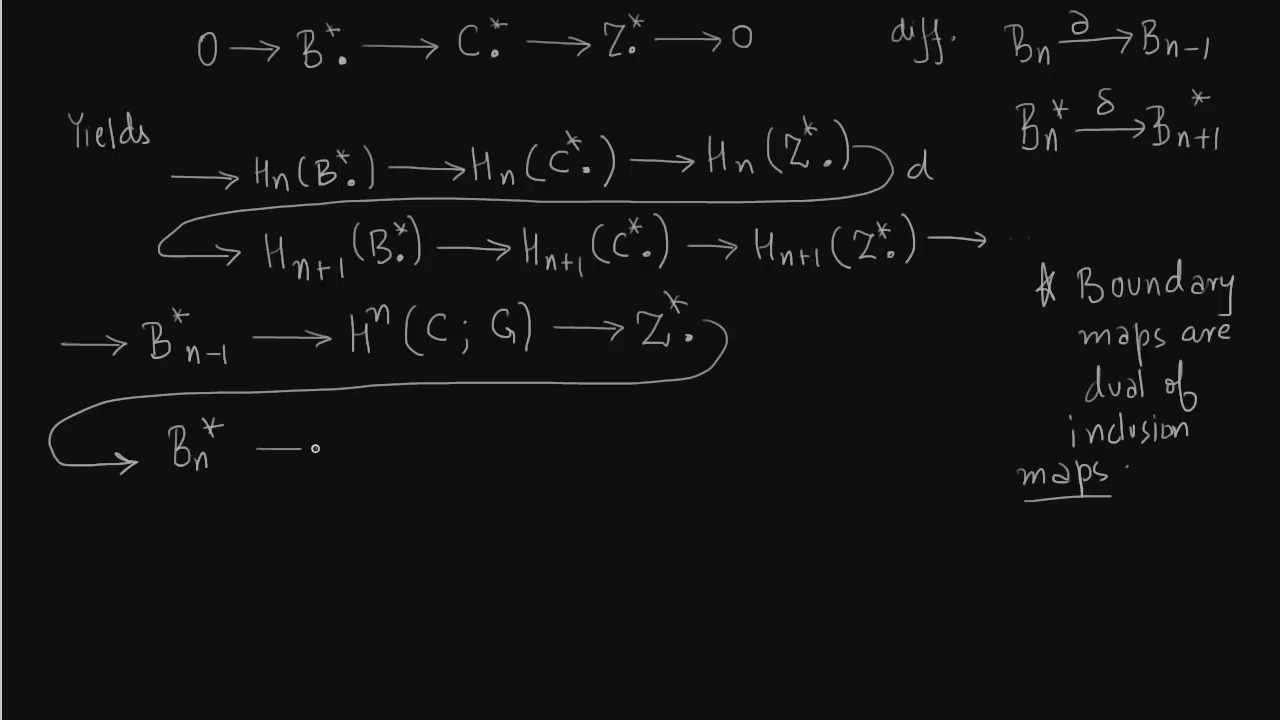 0 → B.* → C.* → Z.* → 0
diff. Bₙ —∂→ Bₙ₋₁
Bₙ* —δ→ B*ₙ₊₁
Yields
→ Hₙ(B.*) → Hₙ(C.*) → Hₙ(Z.*) d
→ Hₙ₊₁(B.*) → Hₙ₊₁(C.*) → Hₙ₊₁(Z.*) →
→ B*ₙ₋₁ → Hⁿ(C; G) → Z.*
→ Bₙ* —
* Boundary
maps are
dual of
inclusion
maps.